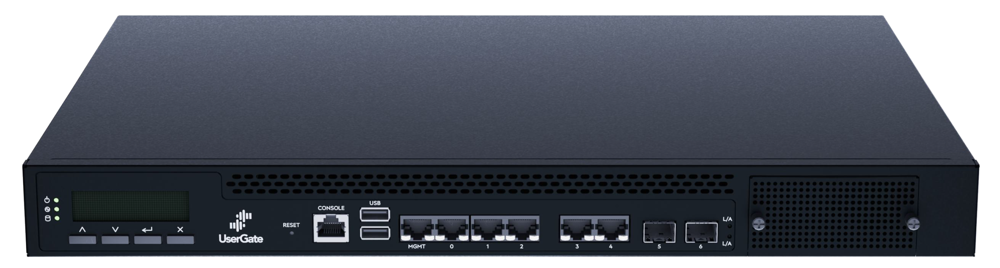 CONSOLE
USB
RESET
UserGate
MGMT 0 1 2 3 4 5 6
L/A
L/A